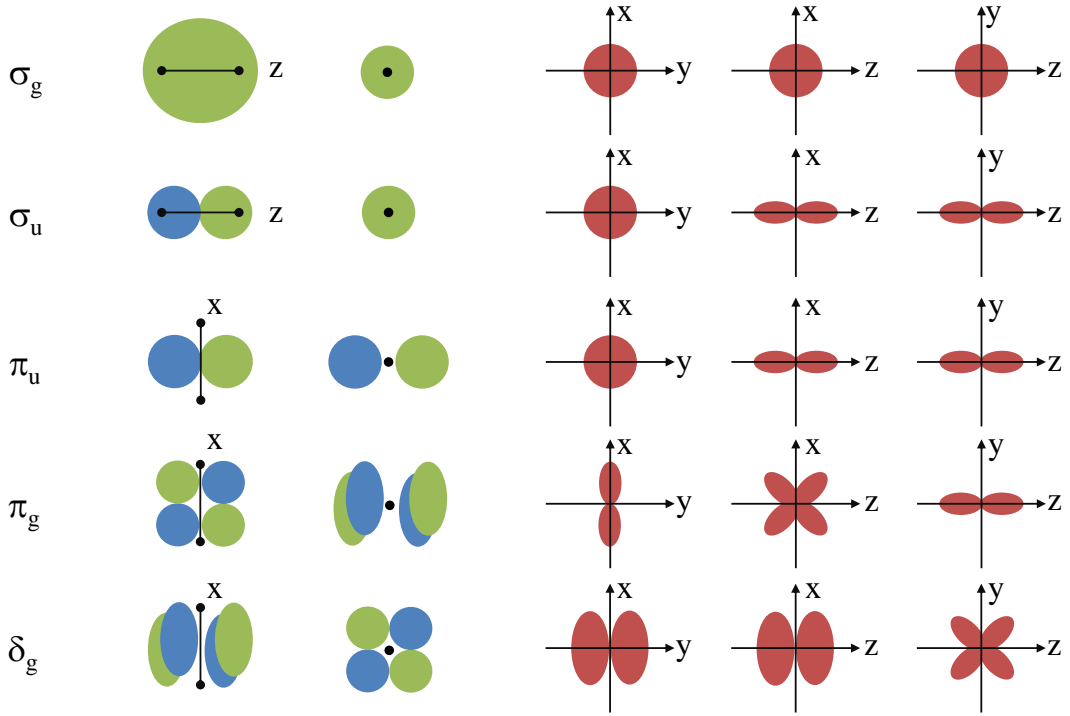 x x y
σg z y z z
x x y
σu z y z z
x x x y
πu y z z
x x x y
πg y z z
x x x y
δg y z z